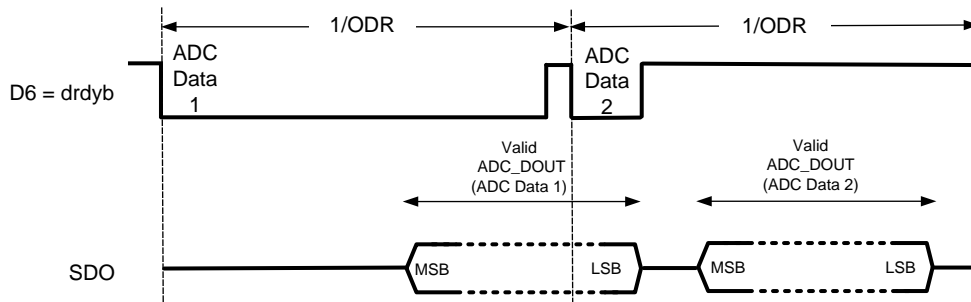 1/ODR
1/ODR
ADC
Data
1
ADC
Data
2
D6 = drdyb
Valid
ADC_DOUT
(ADC Data 1)
Valid
ADC_DOUT
(ADC Data 2)
SDO
MSB
LSB
MSB
LSB